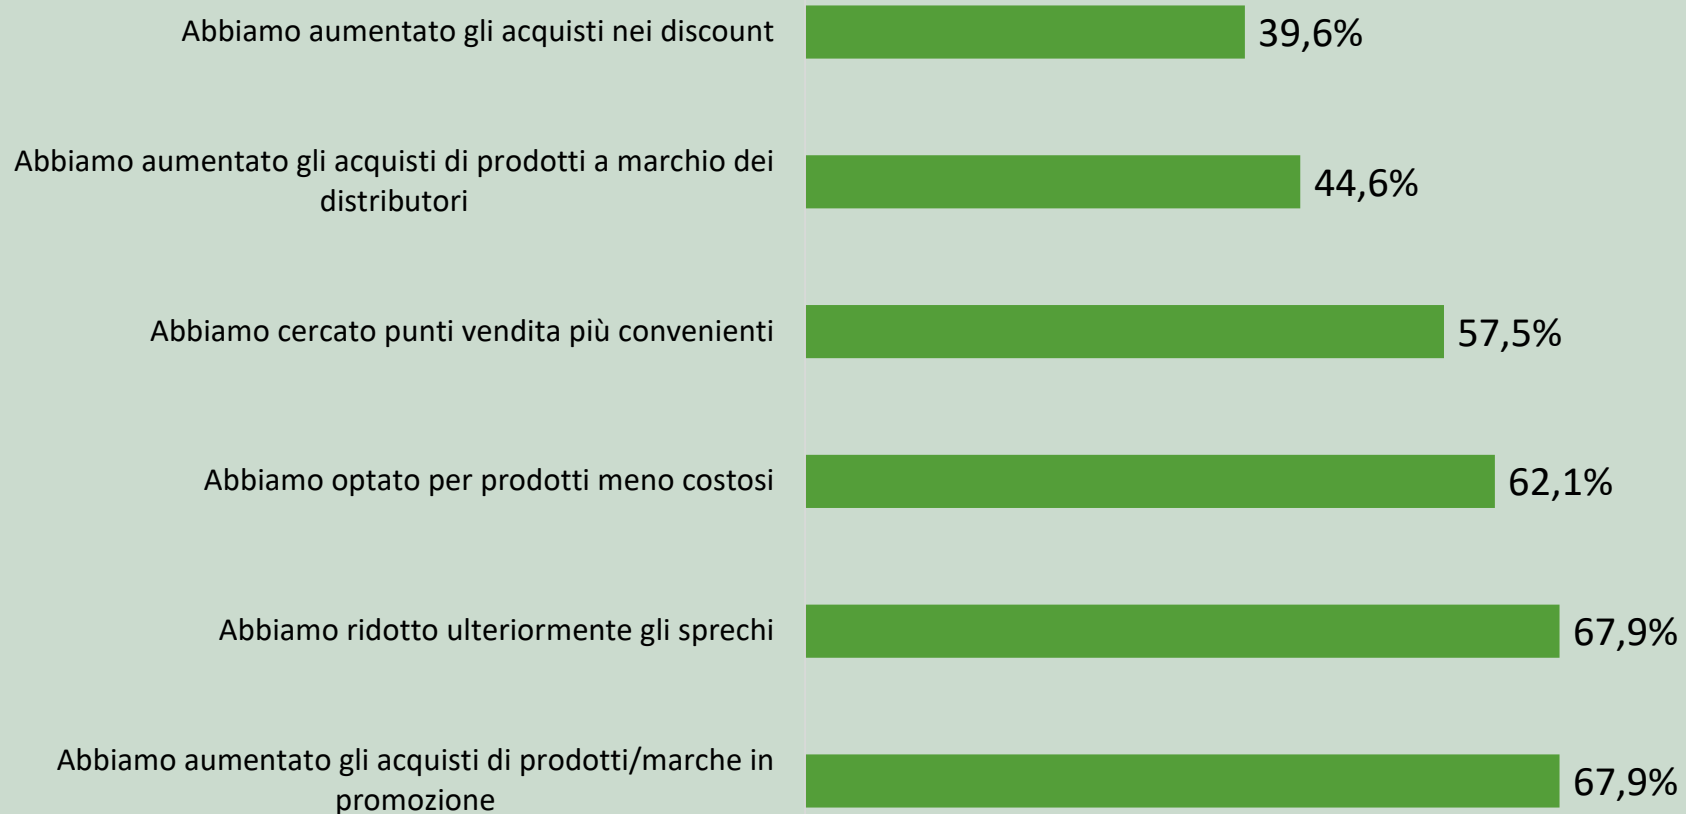 Abbiamo aumentato gli acquisti nei discount
39,6%
Abbiamo aumentato gli acquisti di prodotti a marchio dei
distributori
44,6%
Abbiamo cercato punti vendita più convenienti
57,5%
Abbiamo optato per prodotti meno costosi
62,1%
Abbiamo ridotto ulteriormente gli sprechi
67,9%
Abbiamo aumentato gli acquisti di prodotti/marche in
promozione
67,9%